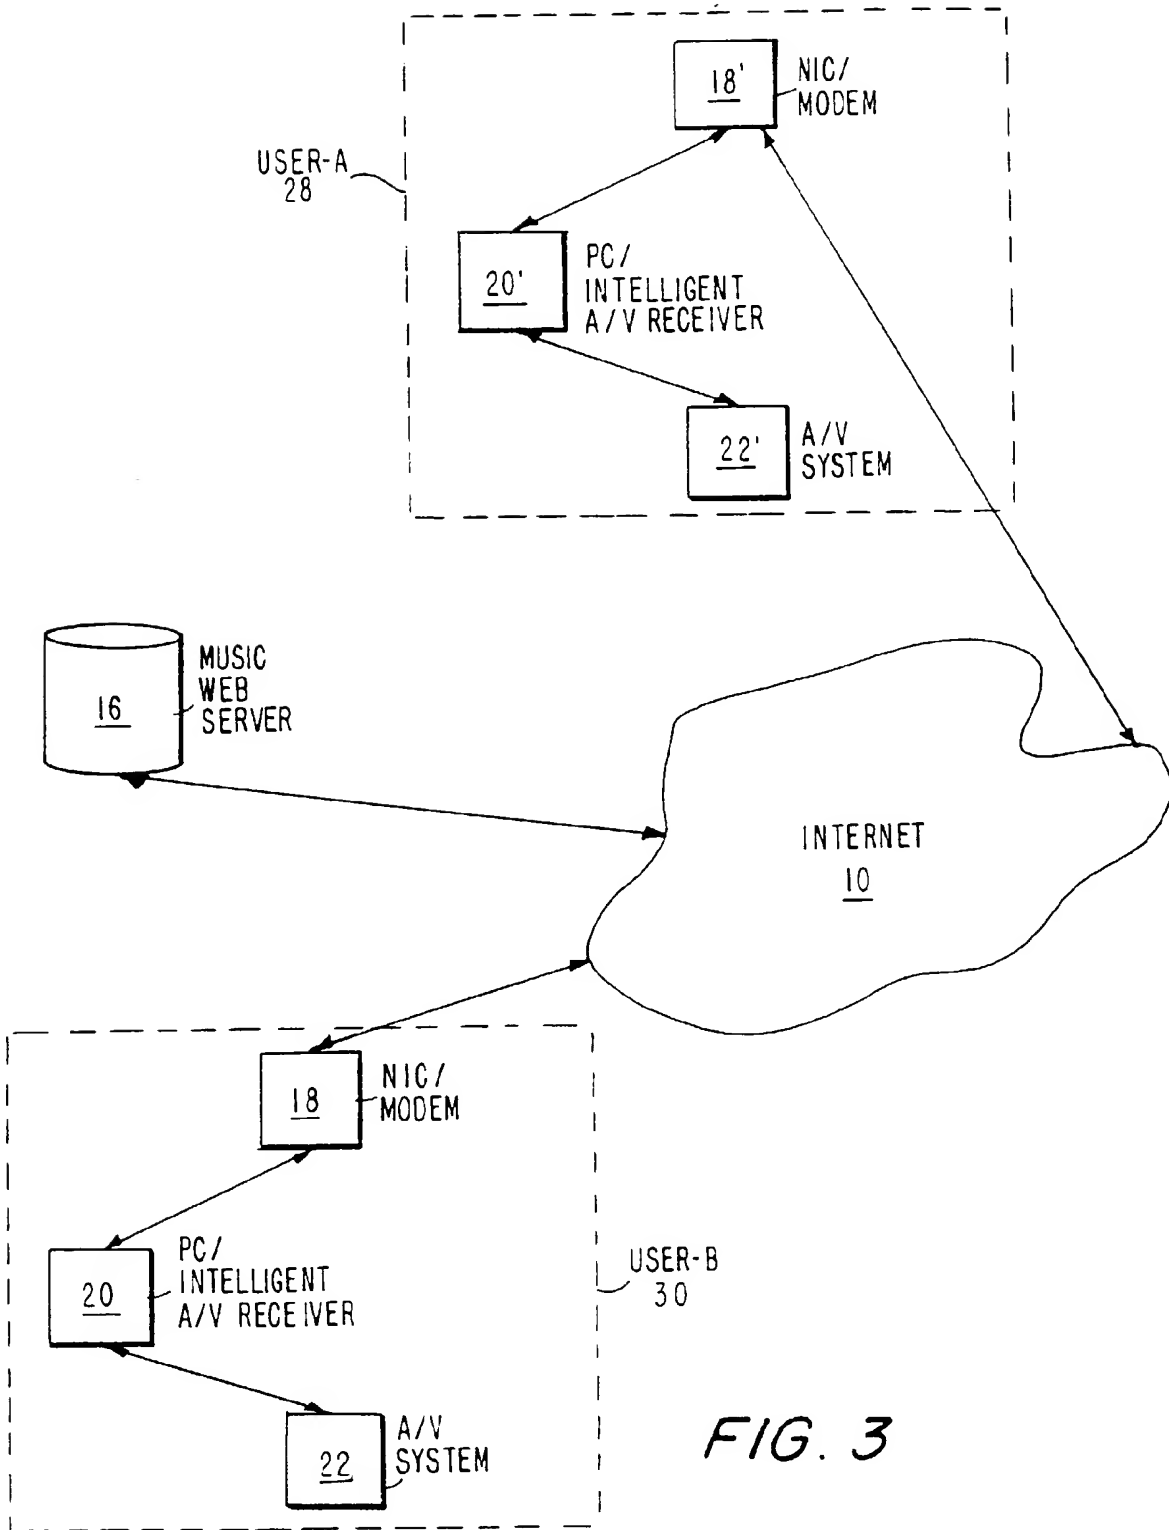 18'
NIC/
MODEM
USER-A
28
20'
PC/
INTELLIGENT
A/V RECEIVER
22'
A/V
SYSTEM
16
MUSIC
WEB
SERVER
INTERNET
10
18
NIC/
MODEM
20
PC/
INTELLIGENT
A/V RECEIVER
USER-B
30
22
A/V
SYSTEM
FIG. 3